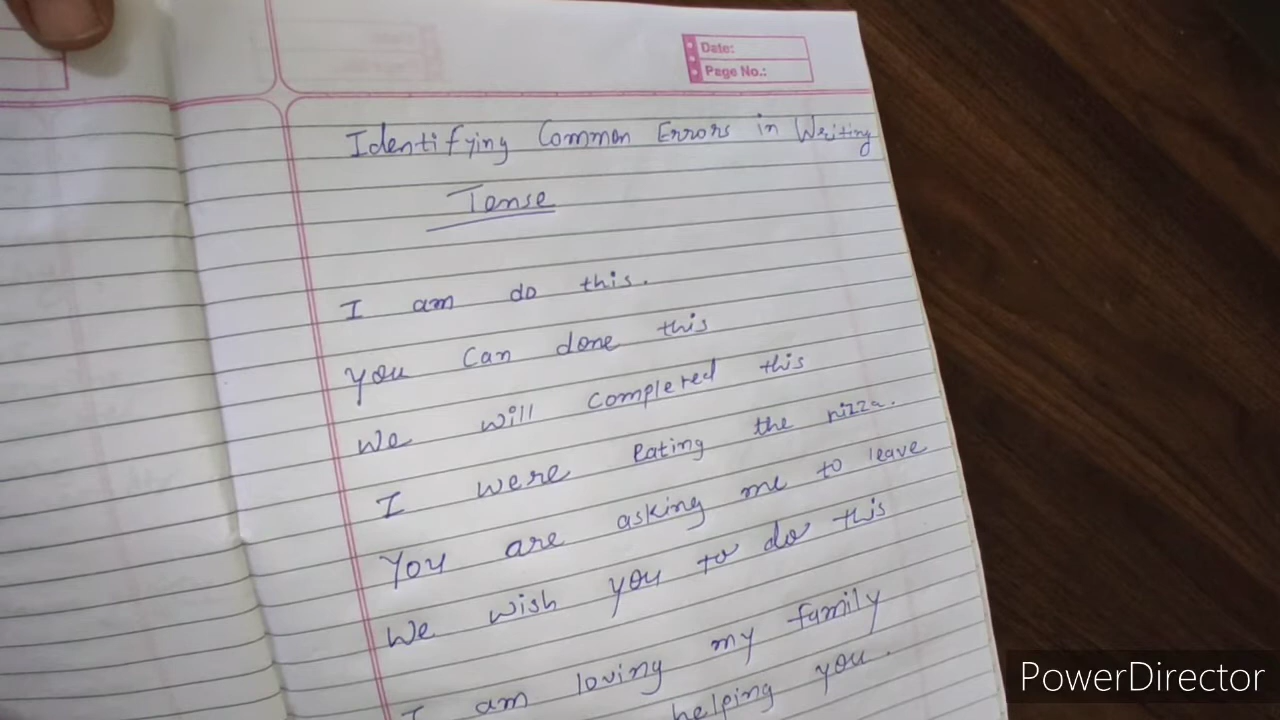 Date:
Page No.:
Identifying Common Errors in Writing
Tense
I am do this.
You can done this
We will completed this
I were eating the pizza.
You are asking me to leave
We wish you to do this
I am loving my family
helping you.
PowerDirector